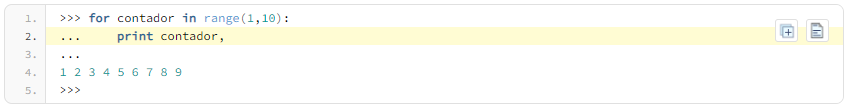 1. >>> for contador in range(1,10):
2. ...     print contador,
3. ...
4. 1 2 3 4 5 6 7 8 9
5. >>>